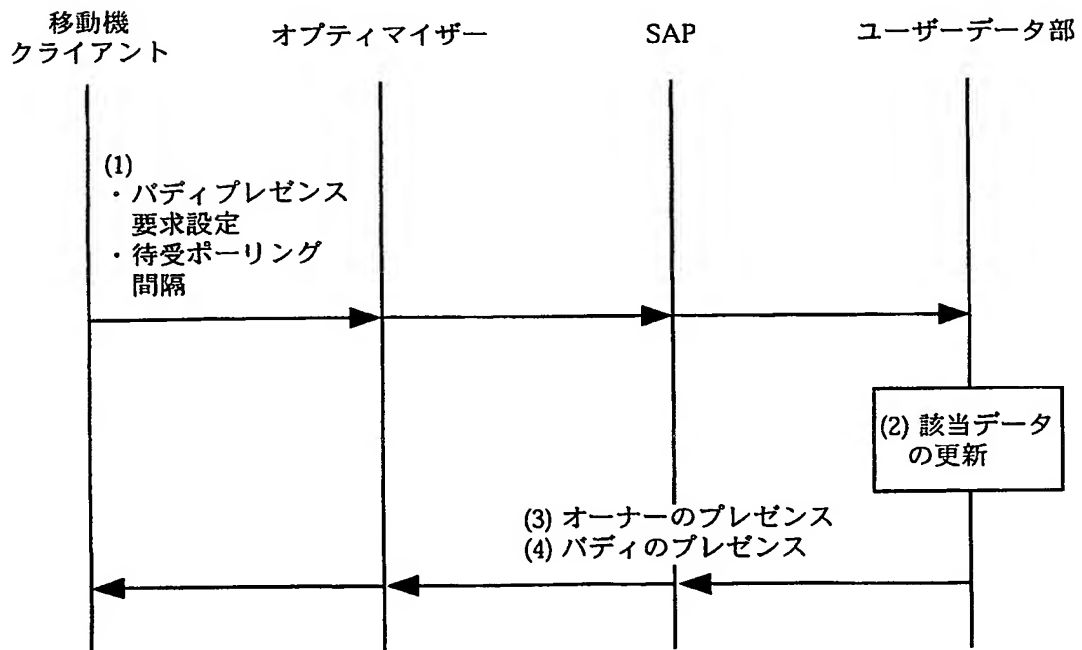 移動機
クライアント
オプティマイザー
SAP
ユーザーデータ部
(1)
・バディプレゼンス
要求設定
・待受ポーリング
間隔
(2) 該当データ
の更新
(3) オーナーのプレゼンス
(4) バディのプレゼンス